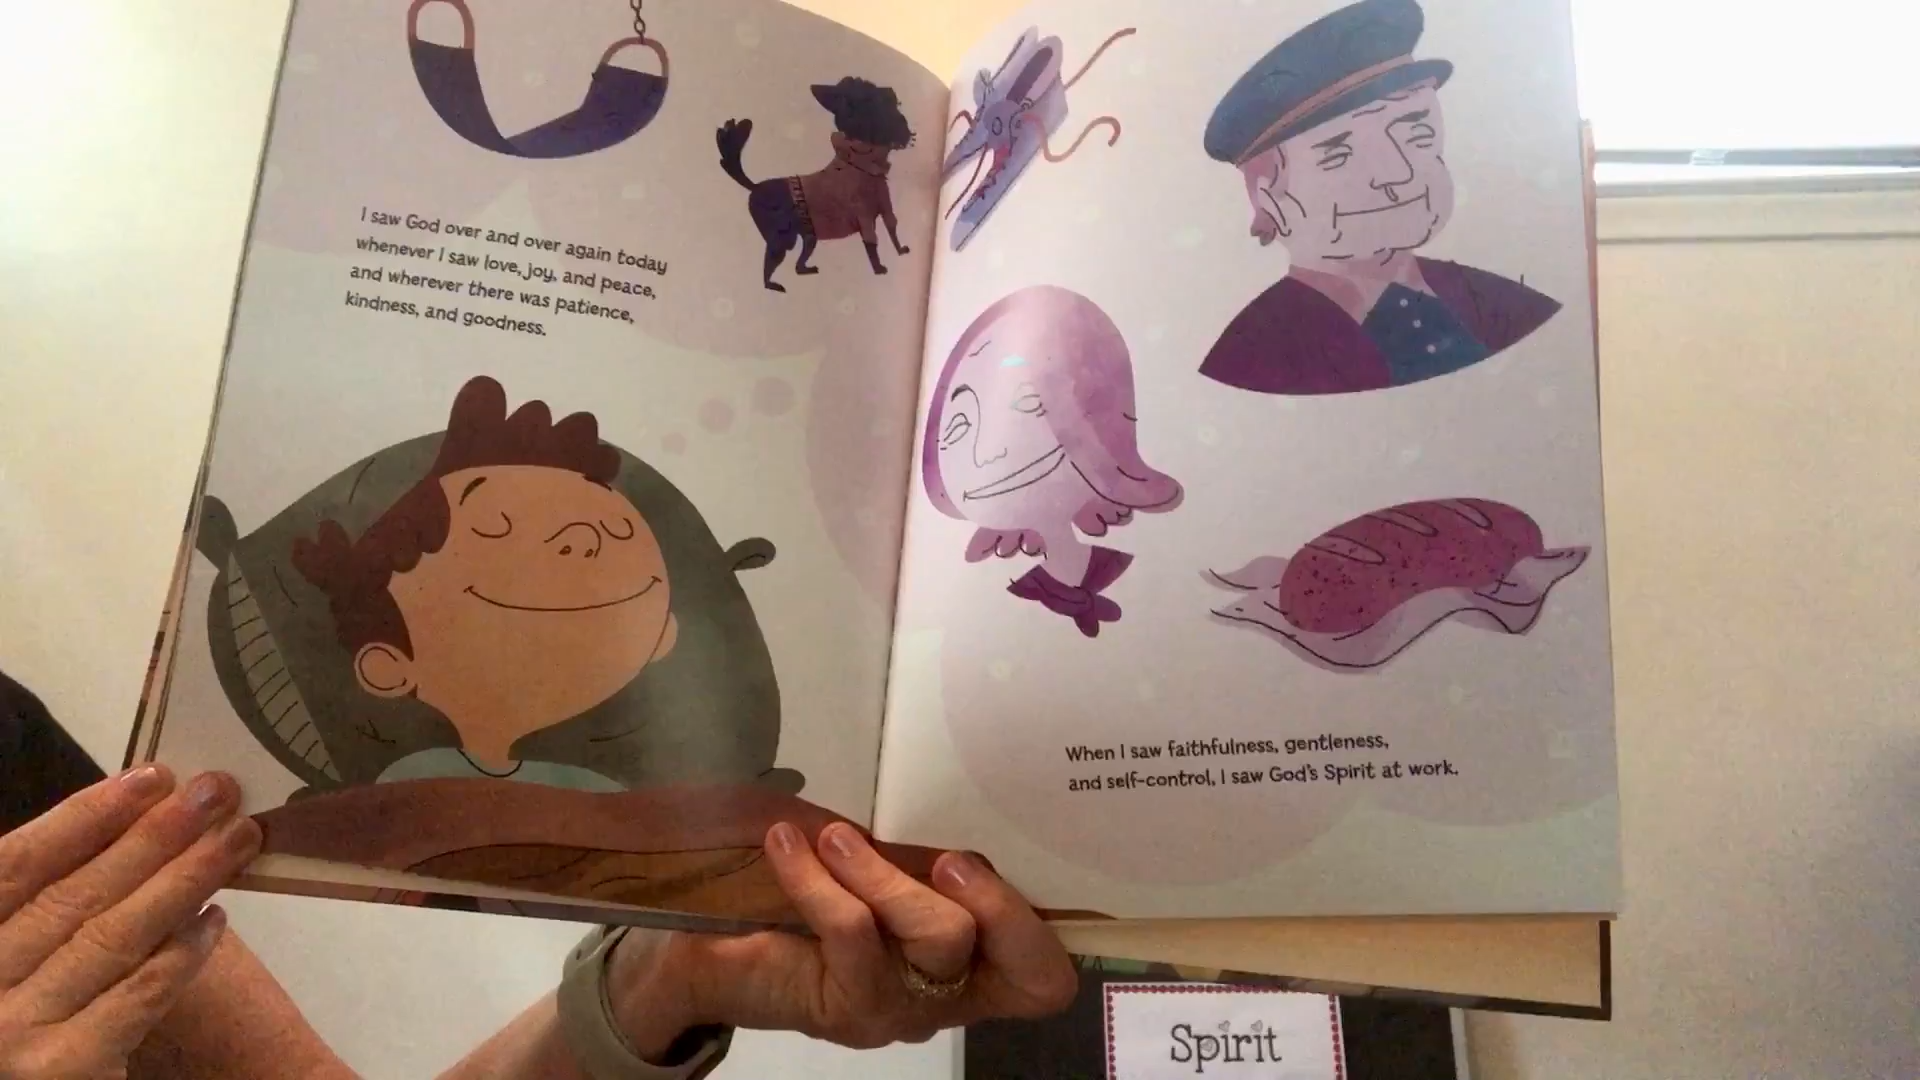 I saw God over and over again today
whenever I saw love, joy, and peace,
and wherever there was patience,
kindness, and goodness.
When I saw faithfulness, gentleness,
and self-control, I saw God's Spirit at work.
Spirit